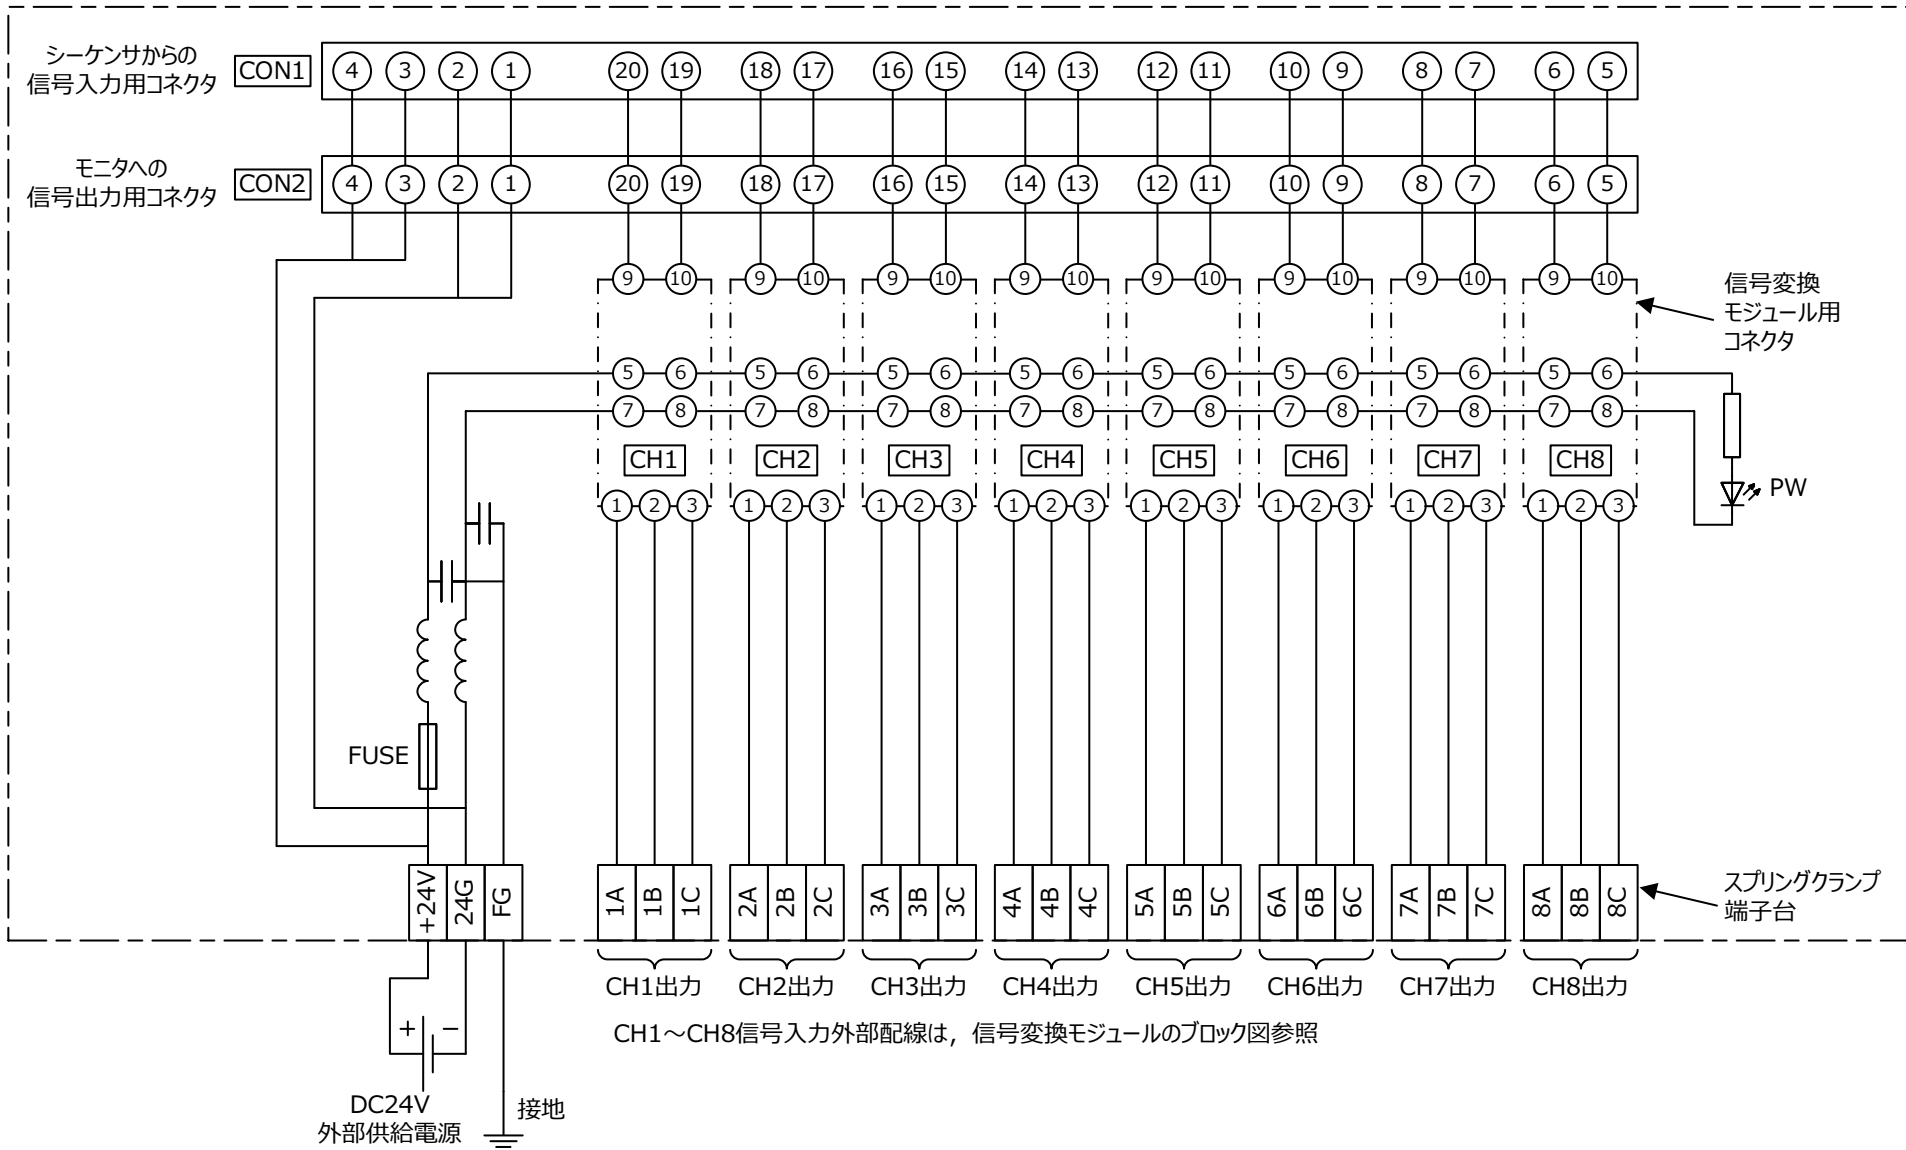 シーケンサからの
信号入力用コネクタ
CON1
4 3 2 1 20 19 18 17 16 15 14 13 12 11 10 9 8 7 6 5
モニタへの
信号出力用コネクタ
CON2
4 3 2 1 20 19 18 17 16 15 14 13 12 11 10 9 8 7 6 5
9 10 9 10 9 10 9 10 9 10 9 10 9 10 9 10
信号変換
モジュール用
コネクタ
5 6 5 6 5 6 5 6 5 6 5 6 5 6 5 6
7 8 7 8 7 8 7 8 7 8 7 8 7 8 7 8
CH1 CH2 CH3 CH4 CH5 CH6 CH7 CH8
PW
1 2 3 1 2 3 1 2 3 1 2 3 1 2 3 1 2 3 1 2 3 1 2 3
FUSE
+24V 24G FG 1A 1B 1C 2A 2B 2C 3A 3B 3C 4A 4B 4C 5A 5B 5C 6A 6B 6C 7A 7B 7C 8A 8B 8C
スプリングクランプ
端子台
CH1出力 CH2出力 CH3出力 CH4出力 CH5出力 CH6出力 CH7出力 CH8出力
+ −
CH1～CH8信号入力外部配線は，信号変換モジュールのブロック図参照
DC24V
外部供給電源
接地